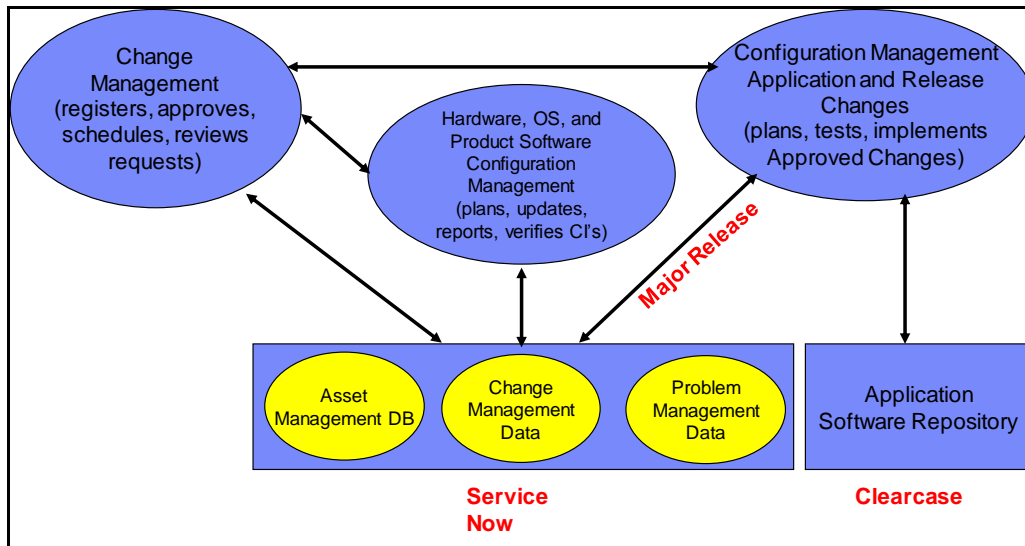 Change
Management
(registers, approves,
schedules, reviews
requests)
Hardware, OS, and
Product Software
Configuration
Management
(plans, updates,
reports, verifies CI's)
Configuration Management
Application and Release
Changes
(plans, tests, implements
Approved Changes)
Major Release
Asset
Management DB
Change
Management
Data
Problem
Management
Data
Application
Software Repository
Service
Now
Clearcase